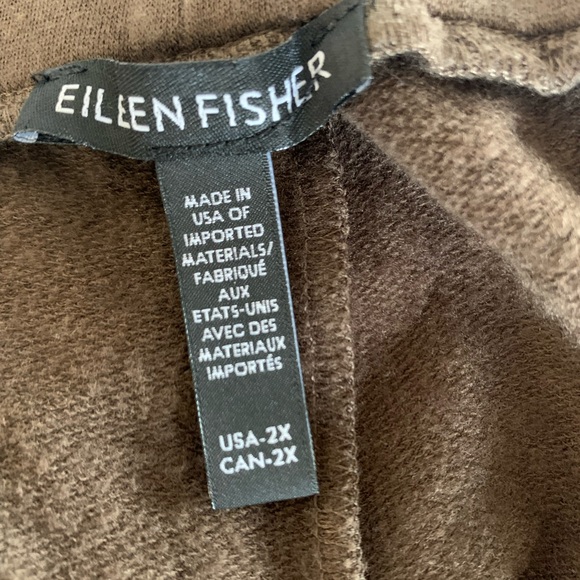 EILEEN FISHER
MADE IN
USA OF
IMPORTED
MATERIALS/
FABRIQUÉ
AUX
ETATS-UNIS
AVEC DES
MATERIAUX
IMPORTÉS
USA-2X
CAN-2X